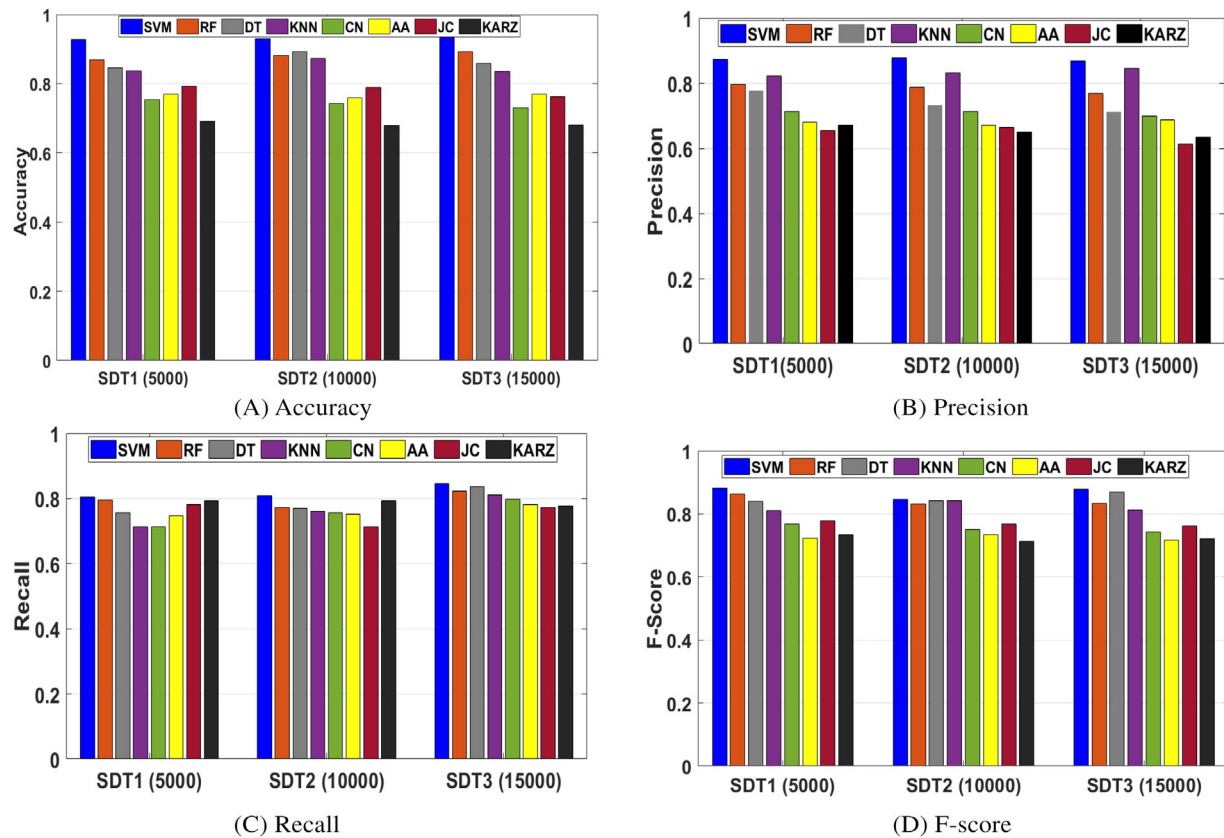 SVM RF DT KNN CN AA JC KARZ
Accuracy
1
0.8
0.6
0.4
0.2
0
SDT1 (5000) SDT2 (10000) SDT3 (15000)
(A) Accuracy
SVM RF DT KNN CN AA JC KARZ
Precision
1
0.8
0.6
0.4
0.2
0
SDT1(5000) SDT2 (10000) SDT3 (15000)
(B) Precision
SVM RF DT KNN CN AA JC KARZ
Recall
1
0.8
0.6
0.4
0.2
0
SDT1 (5000) SDT2 (10000) SDT3 (15000)
(C) Recall
SVM RF DT KNN CN AA JC KARZ
F-Score
1
0.8
0.6
0.4
0.2
0
SDT1 (5000) SDT2 (10000) SDT3 (15000)
(D) F-score